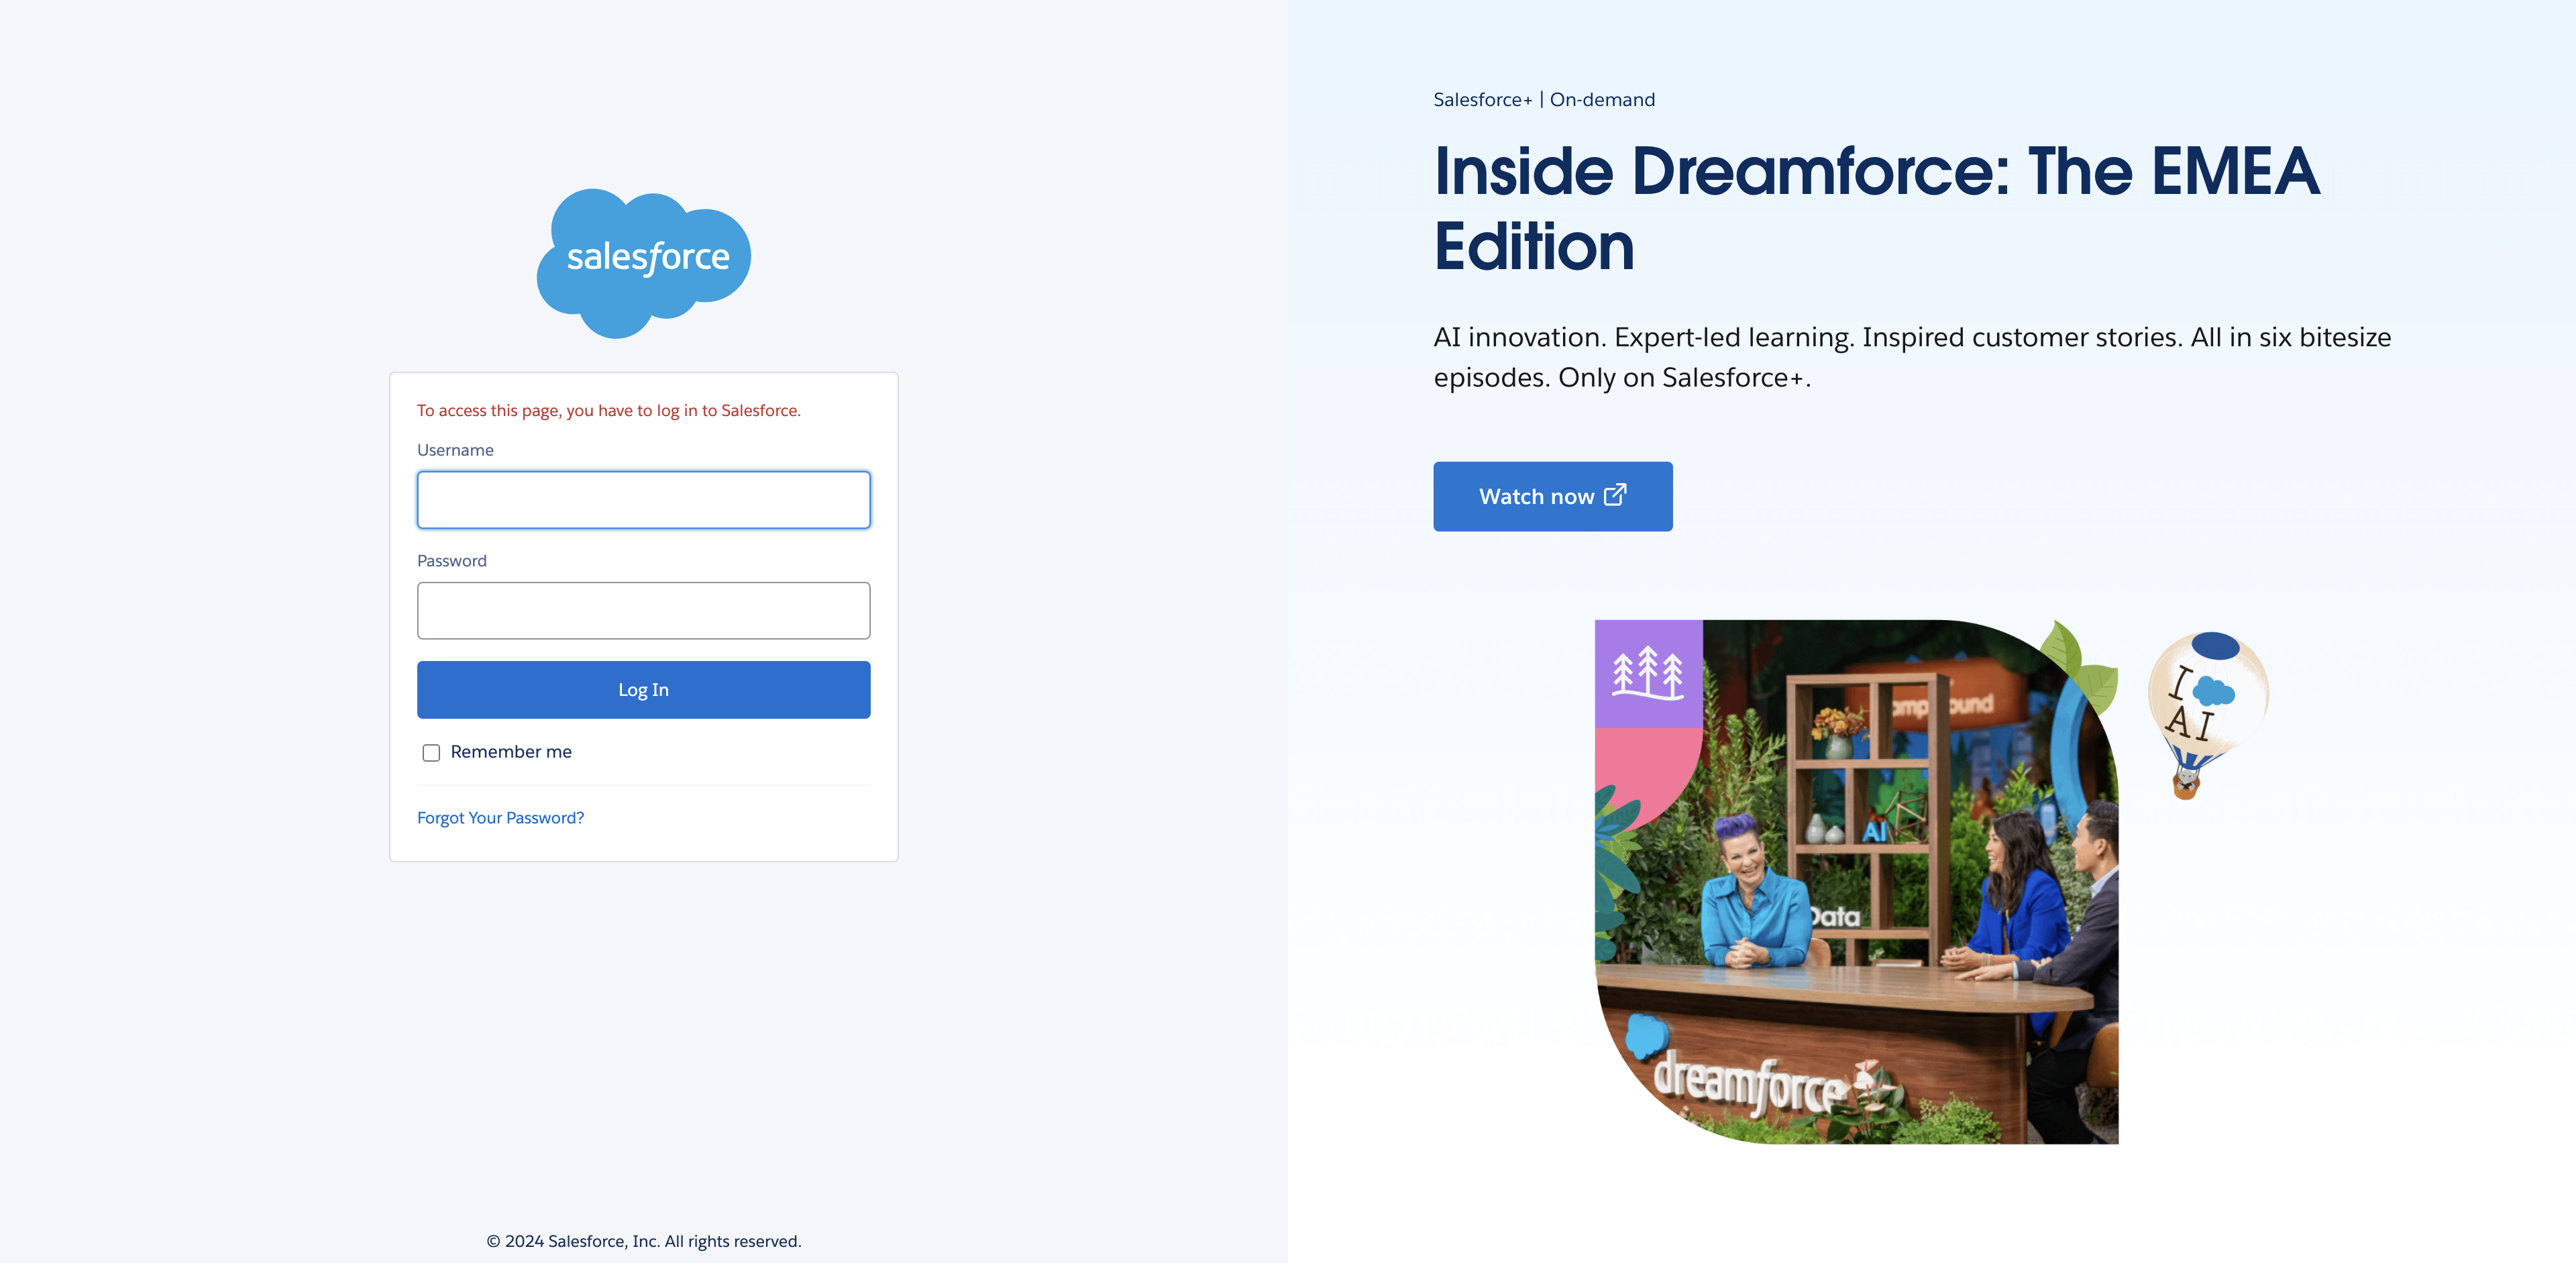 salesforce
To access this page, you have to log in to Salesforce.
Username
Password
Log In
Remember me
Forgot Your Password?
© 2024 Salesforce, Inc. All rights reserved.
Salesforce+ | On-demand
Inside Dreamforce: The EMEA
Edition
AI innovation. Expert-led learning. Inspired customer stories. All in six bitesize
episodes. Only on Salesforce+.
Watch now
I
AI
AI
Data
dreamforce